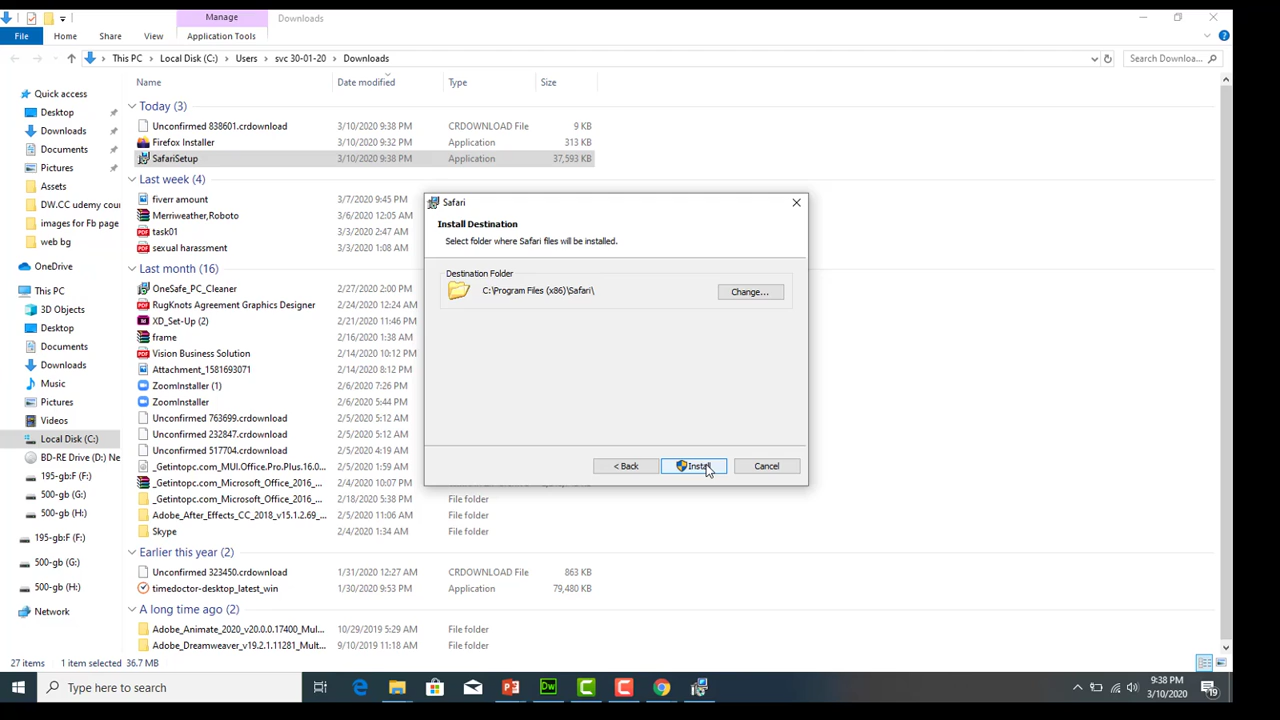 Manage
Downloads
File
Home
Share
View
Application Tools
This PC
Local Disk (C:)
Users
svc 30-01-20
Downloads
Search Downloa...
Name
Date modified
Type
Size
Quick access
Desktop
Downloads
Documents
Pictures
Assets
DW.CC udemy cou
images for Fb page
web bg
OneDrive
This PC
3D Objects
Desktop
Documents
Downloads
Music
Pictures
Videos
Local Disk (C:)
BD-RE Drive (D:) Ne
195-gb:F (F:)
500-gb (G:)
500-gb (H:)
195-gb:F (F:)
500-gb (G:)
500-gb (H:)
Network
Today (3)
Unconfirmed 838601.crdownload 3/10/2020 9:38 PM CRDOWNLOAD File 9 KB
Firefox Installer 3/10/2020 9:32 PM Application 313 KB
SafariSetup 3/10/2020 9:38 PM Application 37,593 KB
Last week (4)
fiverr amount 3/7/2020 9:45 PM
Merriweather,Roboto 3/6/2020 12:05 AM
task01 3/3/2020 2:47 AM
sexual harassment 3/3/2020 1:08 AM
Last month (16)
OneSafe_PC_Cleaner 2/27/2020 2:00 PM
RugKnots Agreement Graphics Designer 2/24/2020 12:24 AM
XD_Set-Up (2) 2/21/2020 11:46 PM
frame 2/16/2020 1:38 AM
Vision Business Solution 2/14/2020 10:12 PM
Attachment_1581693071 2/14/2020 8:12 PM
ZoomInstaller (1) 2/6/2020 7:26 PM
ZoomInstaller 2/6/2020 5:44 PM
Unconfirmed 763699.crdownload 2/5/2020 5:12 AM
Unconfirmed 232847.crdownload 2/5/2020 5:12 AM
Unconfirmed 517704.crdownload 2/5/2020 5:12 AM
_Getintopc.com_MUI.Office.Pro.Plus.16.0... 2/5/2020 5:12 AM
_Getintopc.com_Microsoft_Office_2016_... 2/4/2020 10:07 PM
_Getintopc.com_Microsoft_Office_2016_... 2/18/2020 5:38 PM File folder
Adobe_After_Effects_CC_2018_v15.1.2.69_... 2/5/2020 11:06 AM File folder
Skype 2/4/2020 1:34 AM File folder
Earlier this year (2)
Unconfirmed 323450.crdownload 1/31/2020 12:27 AM CRDOWNLOAD File 863 KB
timedoctor-desktop_latest_win 1/30/2020 9:53 PM Application 79,480 KB
A long time ago (2)
Adobe_Animate_2020_v20.0.0.17400_Mul... 10/29/2019 5:29 AM File folder
Adobe_Dreamweaver_v19.2.1.11281_Mult... 9/10/2019 11:18 AM File folder
Safari
Install Destination
Select folder where Safari files will be installed.
Destination Folder
C:\Program Files (x86)\Safari\
Change...
< Back
Install
Cancel
27 items 1 item selected 36.7 MB
Type here to search
Dw
9:38 PM
3/10/2020
19